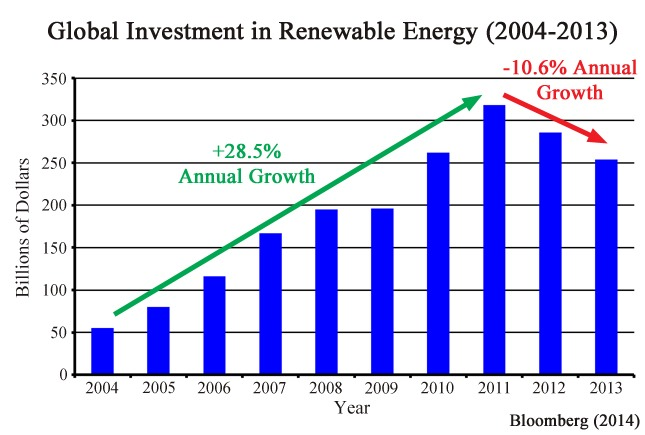 Global Investment in Renewable Energy (2004-2013)
-10.6% Annual
Growth
+28.5%
Annual Growth
Billions of Dollars
350
300
250
200
150
100
50
0
2004 2005 2006 2007 2008 2009 2010 2011 2012 2013
Year
Bloomberg (2014)